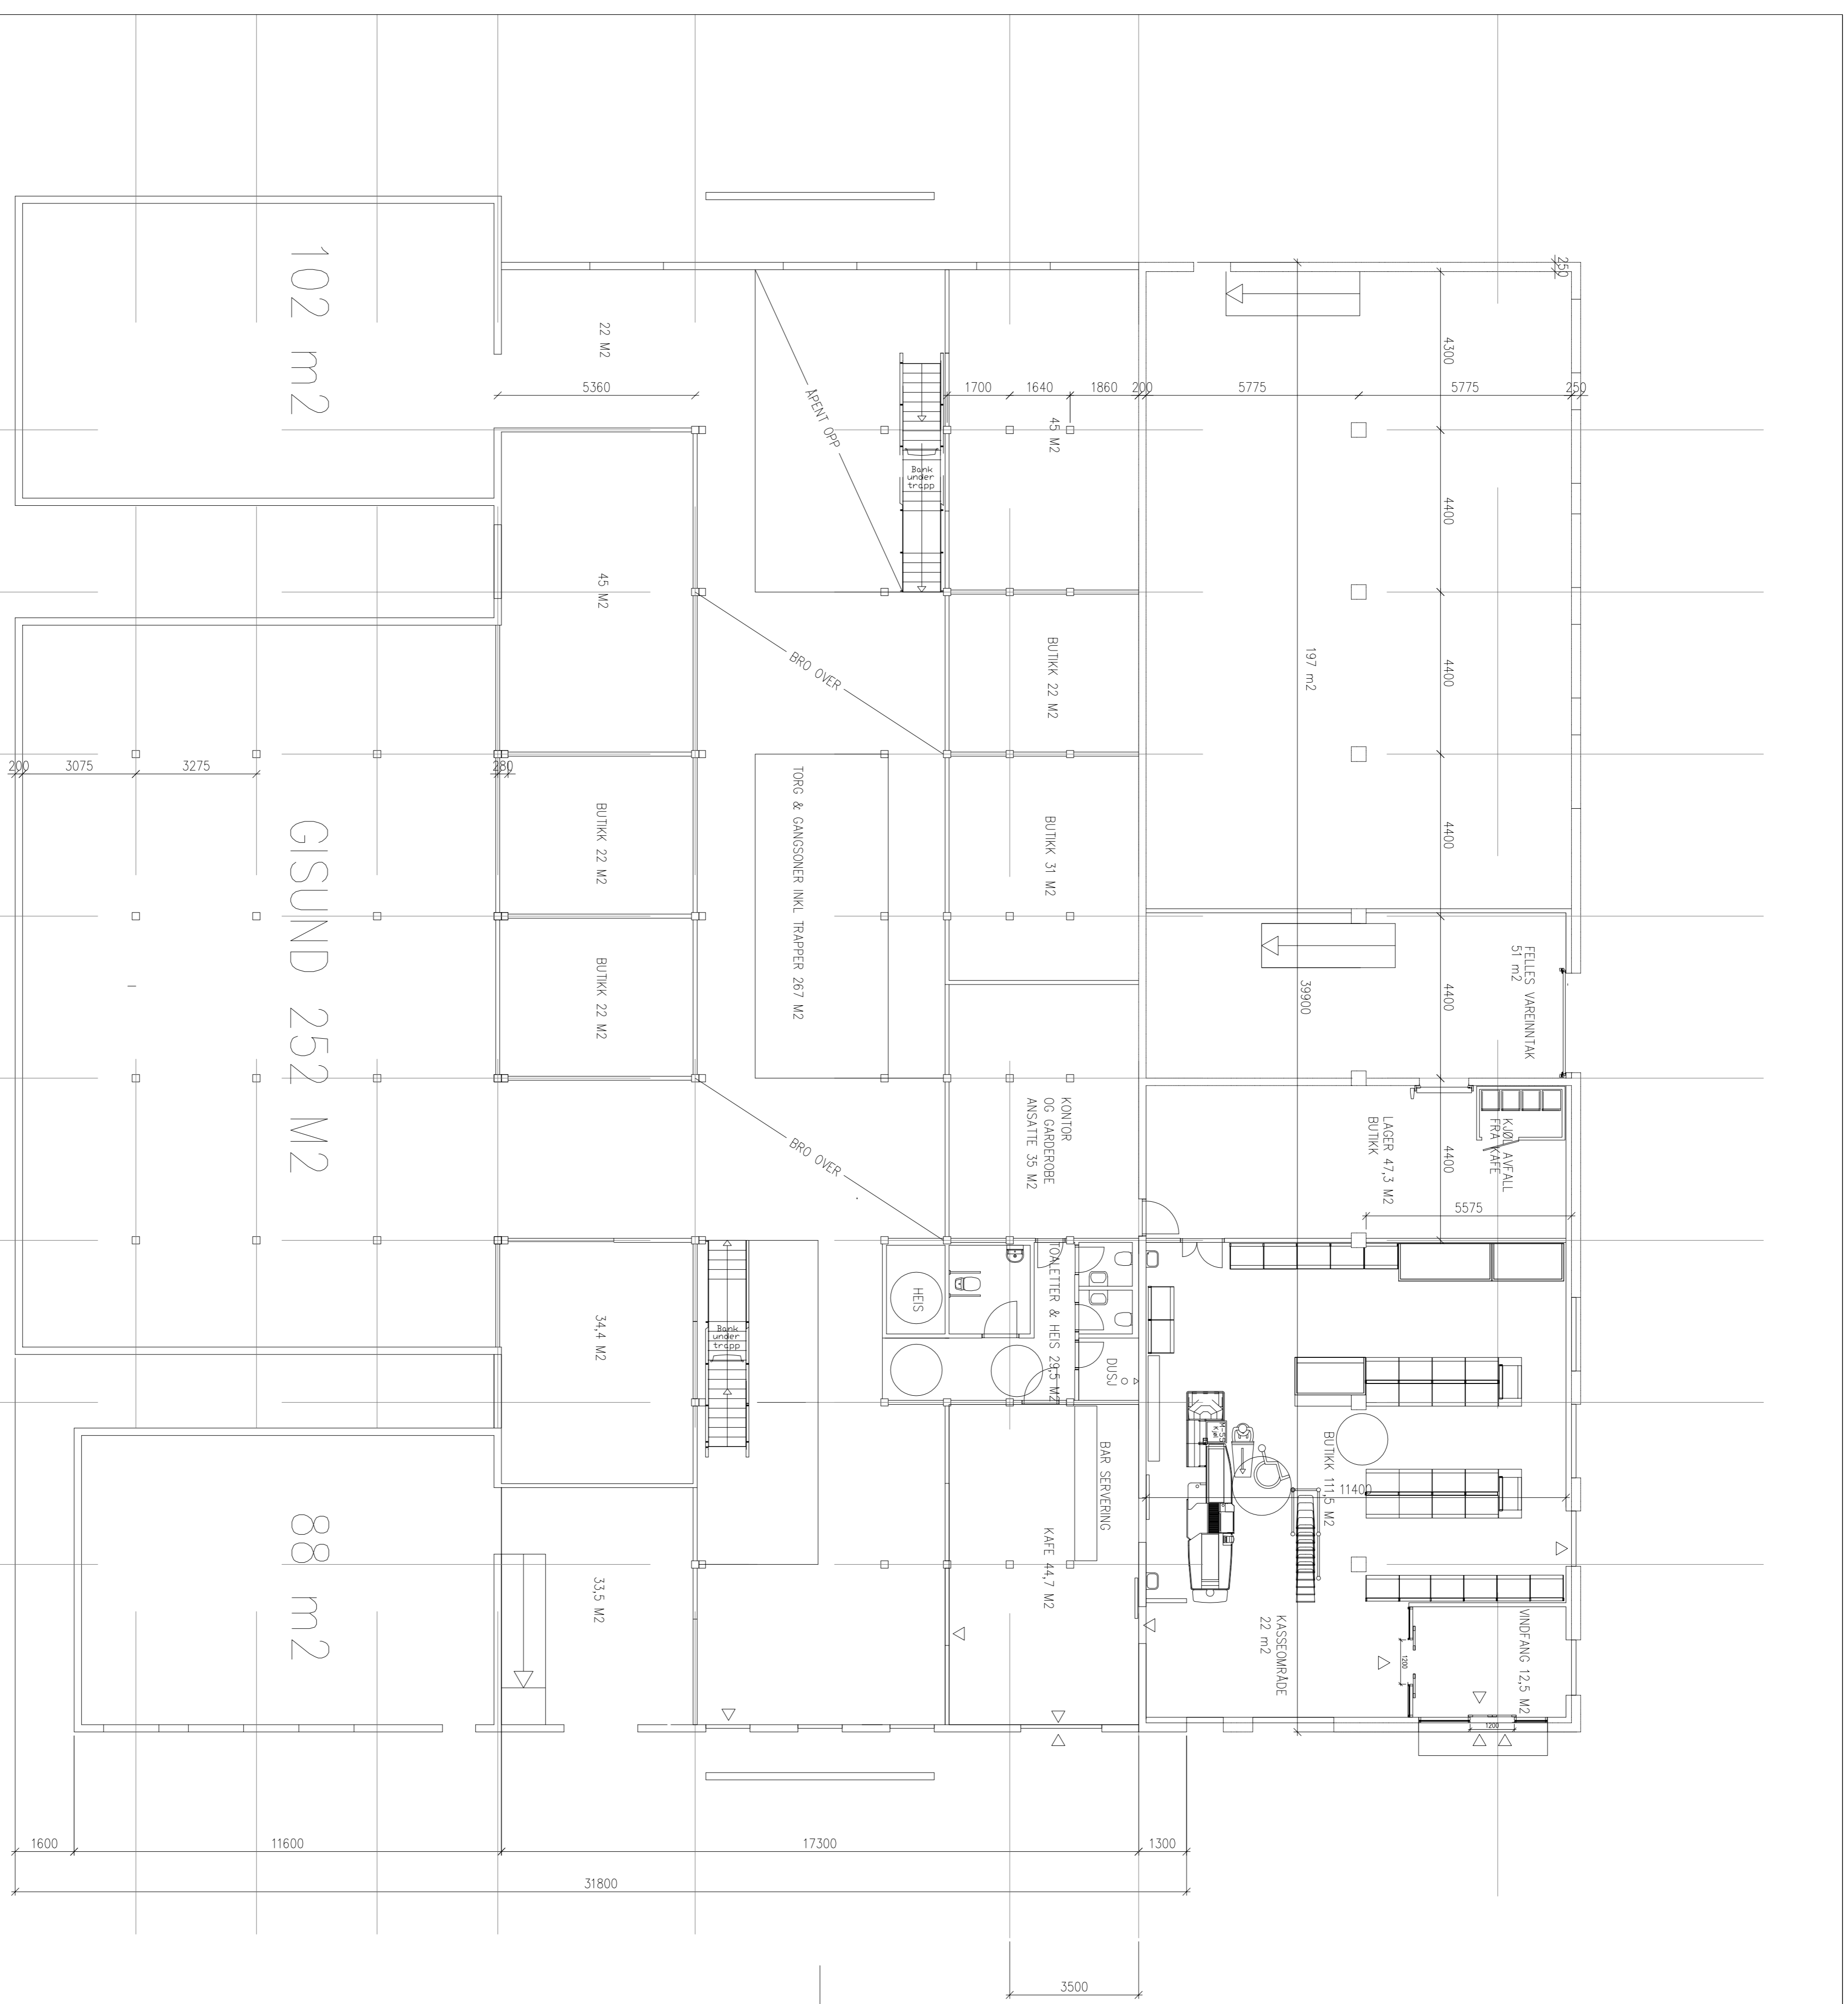 102 m2
22 M2
5360
ÅPENT OPP
Bank
under
trapp
1700
1640
1860
200
5775
5775
250
250
4300
45 M2
4400
45 M2
BRO OVER
BUTIKK 22 M2
197 m2
4400
200
3075
3275
280
GISUND 252 M2
BUTIKK 22 M2
TORG & GANGSONER INKL TRAPPER 267 M2
BUTIKK 31 M2
4400
BUTIKK 22 M2
39900
4400
FELLES VAREINNTAK
51 m2
BRO OVER
KONTOR
OG GARDEROBE
ANSATTE 35 M2
LAGER 47,3 M2
BUTIKK
4400
KJØL AVFALL
FRA KAFE
5575
34,4 M2
Bank
under
trapp
HEIS
TOALETTER & HEIS 29,5 M2
DUSJ
M-55
Kjøl
BUTIKK 111,5 M2
11400
BAR SERVERING
KAFE 44,7 M2
88 m2
33,5 M2
KASSEOMRÅDE
22 m2
1200
VINDFANG 12,5 M2
1200
1600
11600
17300
1300
31800
3500